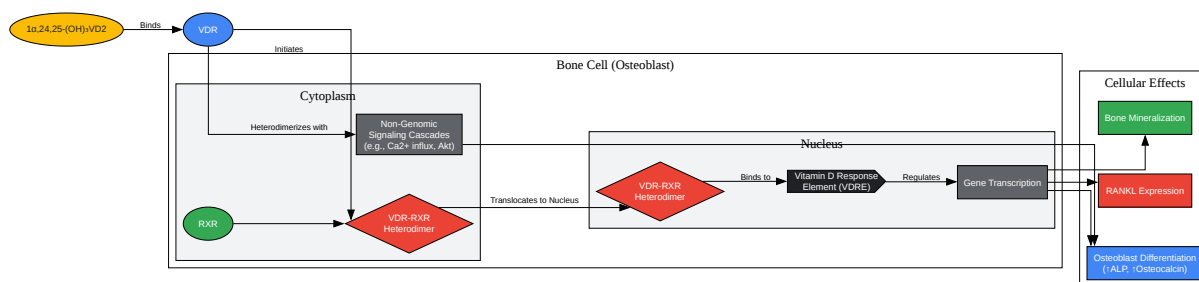 1α,24,25-(OH)₃VD2
Binds
VDR
Initiates
Bone Cell (Osteoblast)
Cytoplasm
Heterodimerizes with
Non-Genomic
Signaling Cascades
(e.g., Ca2+ influx, Akt)
RXR
VDR-RXR
Heterodimer
Translocates to Nucleus
Nucleus
VDR-RXR
Heterodimer
Binds to
Vitamin D Response
Element (VDRE)
Regulates
Gene Transcription
Cellular Effects
Bone Mineralization
RANKL Expression
Osteoblast Differentiation
(↑ALP, ↑Osteocalcin)